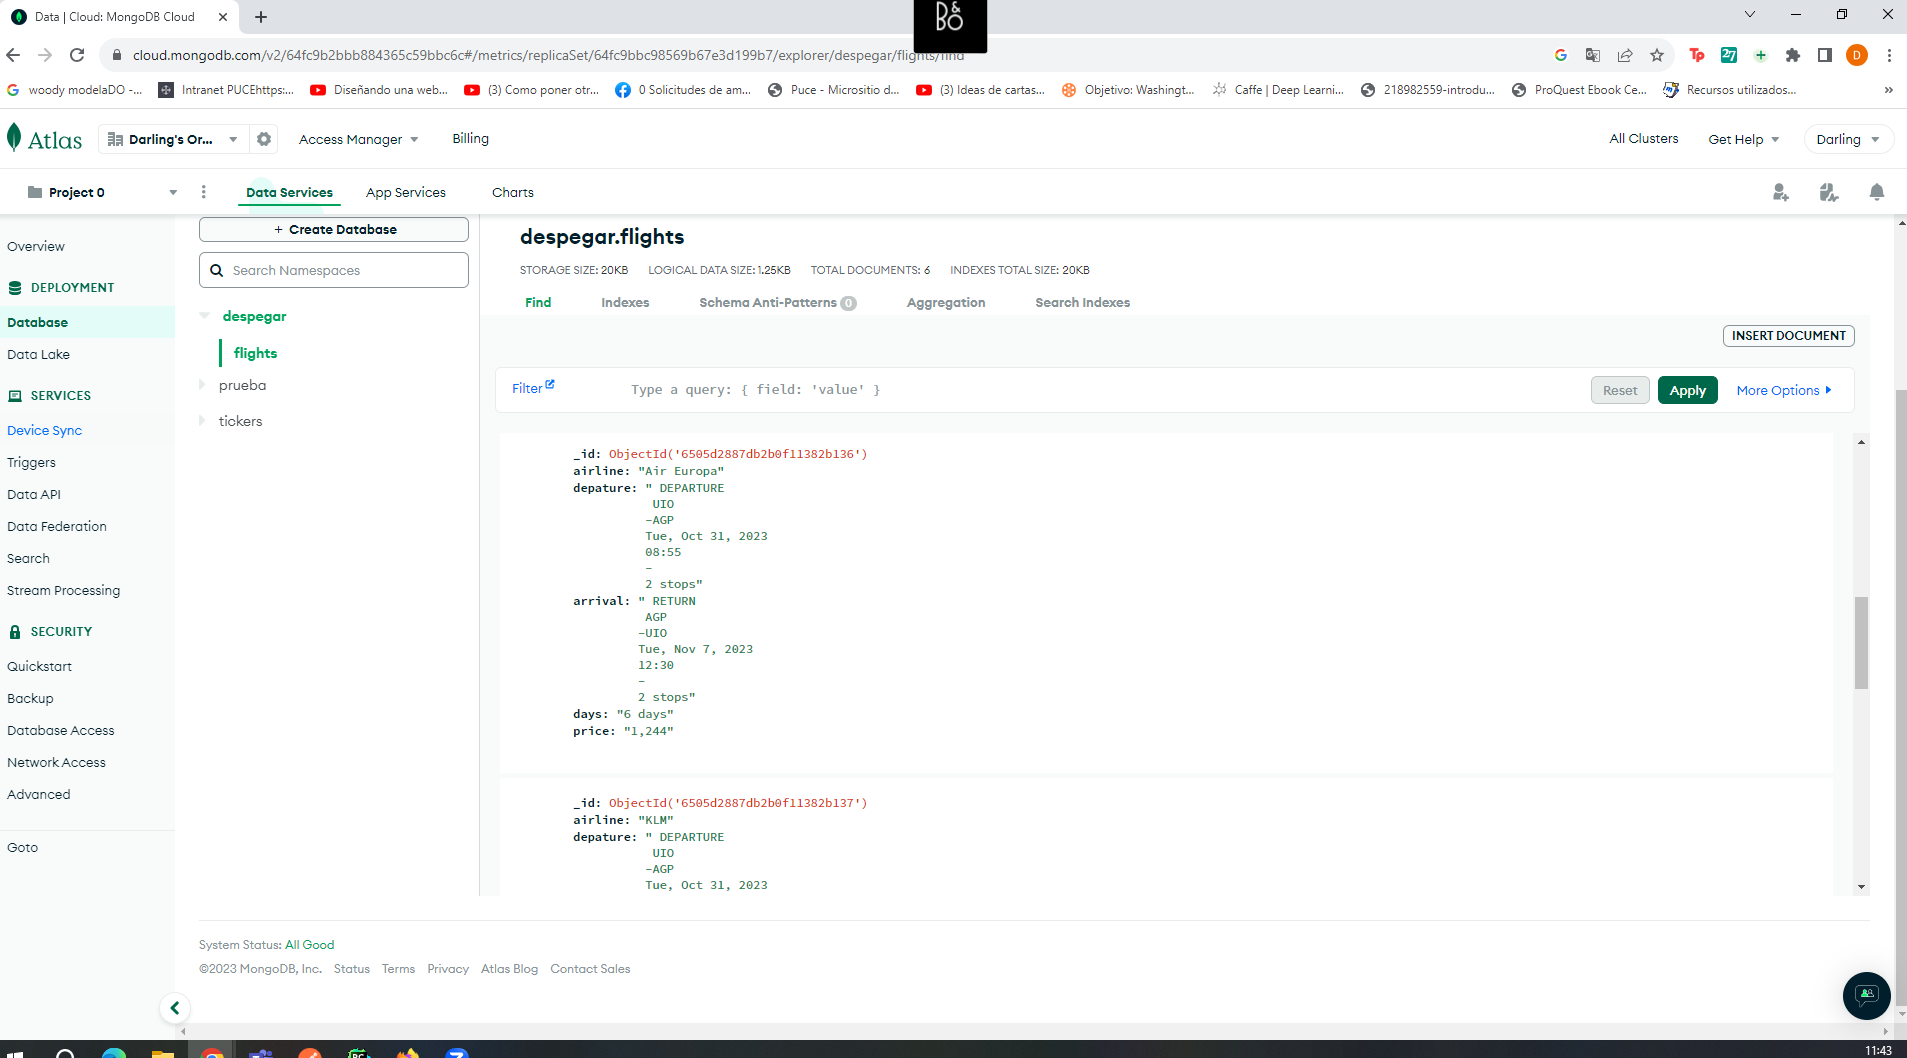 Data | Cloud: MongoDB Cloud
B&O
cloud.mongodb.com/v2/64fc9b2bbb884365c59bbc6c#/metrics/replicaSet/64fc9bbc98569b67e3d199b7/explorer/despegar/flights/find
27
D
woody modelaDO -...
Intranet PUCEhttps:...
Diseñando una web...
(3) Como poner otr...
0 Solicitudes de am...
Puce - Micrositio d...
(3) Ideas de cartas...
Objetivo: Washingt...
Caffe | Deep Learni...
218982559-introdu...
ProQuest Ebook Ce...
Recursos utilizados...
»
Atlas
Darling's Or...
Access Manager
Billing
All Clusters
Get Help
Darling
Project 0
Data Services
App Services
Charts
Overview
DEPLOYMENT
Database
Data Lake
SERVICES
Device Sync
Triggers
Data API
Data Federation
Search
Stream Processing
SECURITY
Quickstart
Backup
Database Access
Network Access
Advanced
Goto
+ Create Database
Search Namespaces
despegar
flights
prueba
tickers
despegar.flights
STORAGE SIZE: 20KB LOGICAL DATA SIZE: 1.25KB TOTAL DOCUMENTS: 6 INDEXES TOTAL SIZE: 20KB
Find
Indexes
Schema Anti-Patterns 0
Aggregation
Search Indexes
INSERT DOCUMENT
Filter
Type a query: { field: 'value' }
Reset
Apply
More Options
_id: ObjectId('6505d2887db2b0f11382b136')
airline: "Air Europa"
depature: " DEPARTURE
UIO
-AGP
Tue, Oct 31, 2023
08:55
-
2 stops"
arrival: " RETURN
AGP
-UIO
Tue, Nov 7, 2023
12:30
-
2 stops"
days: "6 days"
price: "1,244"
_id: ObjectId('6505d2887db2b0f11382b137')
airline: "KLM"
depature: " DEPARTURE
UIO
-AGP
Tue, Oct 31, 2023
System Status: All Good
©2023 MongoDB, Inc. Status Terms Privacy Atlas Blog Contact Sales
11:43